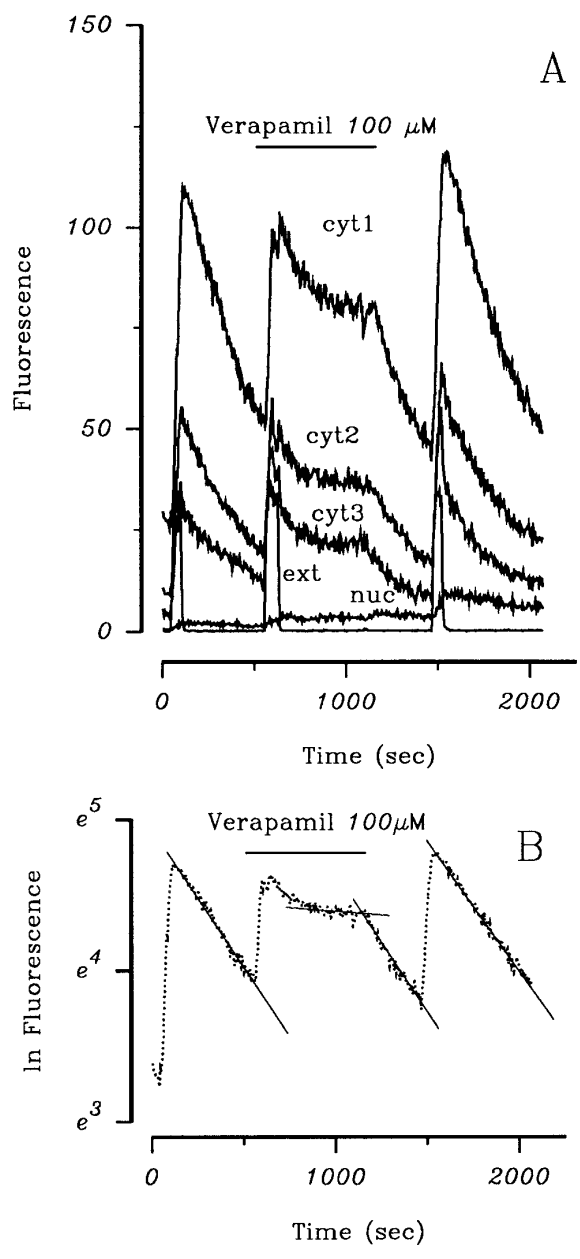 A
150
Verapamil 100 μM
cyt1
100
Fluorescence
50
cyt2
cyt3
ext
nuc
0
0 1000 2000
Time (sec)
B
e5
Verapamil 100μM
e4
ln Fluorescence
e3
0 1000 2000
Time (sec)